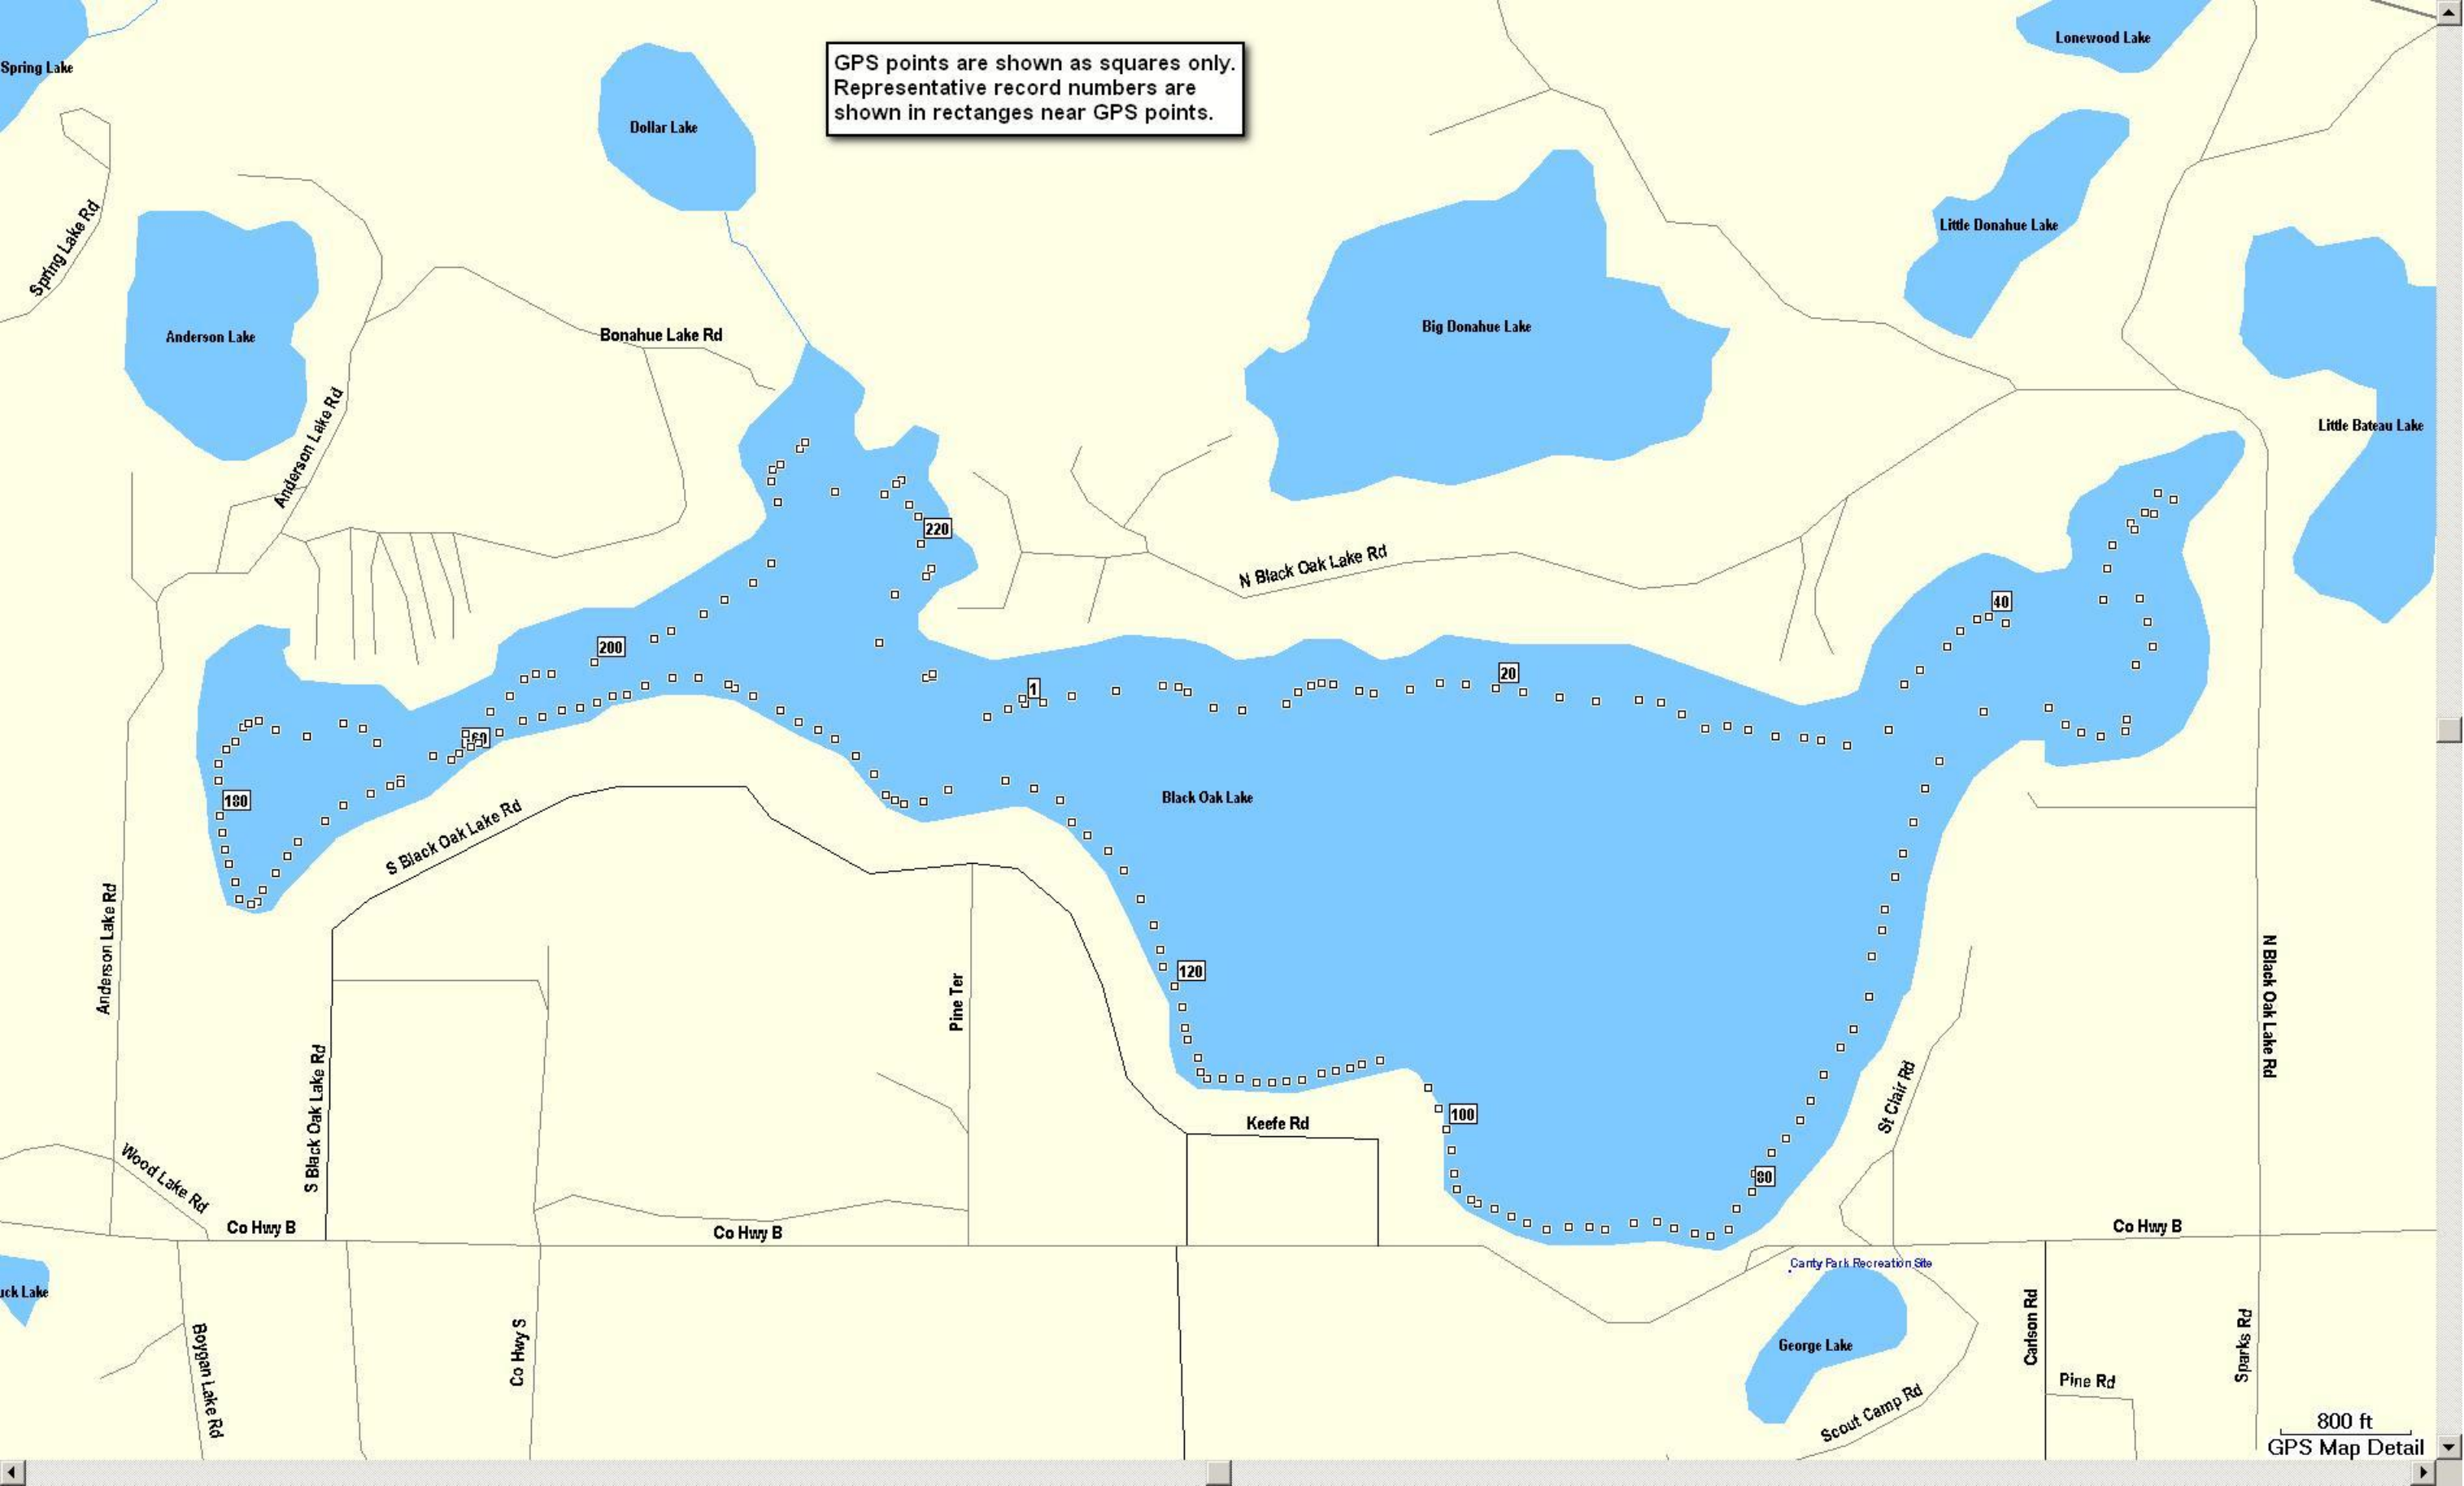 Lonewood Lake
Spring Lake
GPS points are shown as squares only.
Representative record numbers are
shown in rectanges near GPS points.
Dollar Lake
Spring Lake Rd
Little Donahue Lake
Anderson Lake
Bonahue Lake Rd
Big Donahue Lake
Little Bateau Lake
Anderson Lake Rd
220
N Black Oak Lake Rd
40
200
20
1
180
Black Oak Lake
S Black Oak Lake Rd
Anderson Lake Rd
120
Pine Ter
N Black Oak Lake Rd
S Black Oak Lake Rd
St Clair Rd
100
Keefe Rd
Wood Lake Rd
80
Co Hwy B
Co Hwy B
Co Hwy B
Canty Park Recreation Site
uck Lake
Boygan Lake Rd
Co Hwy S
George Lake
Carlson Rd
Sparks Rd
Pine Rd
Scout Camp Rd
800 ft
GPS Map Detail